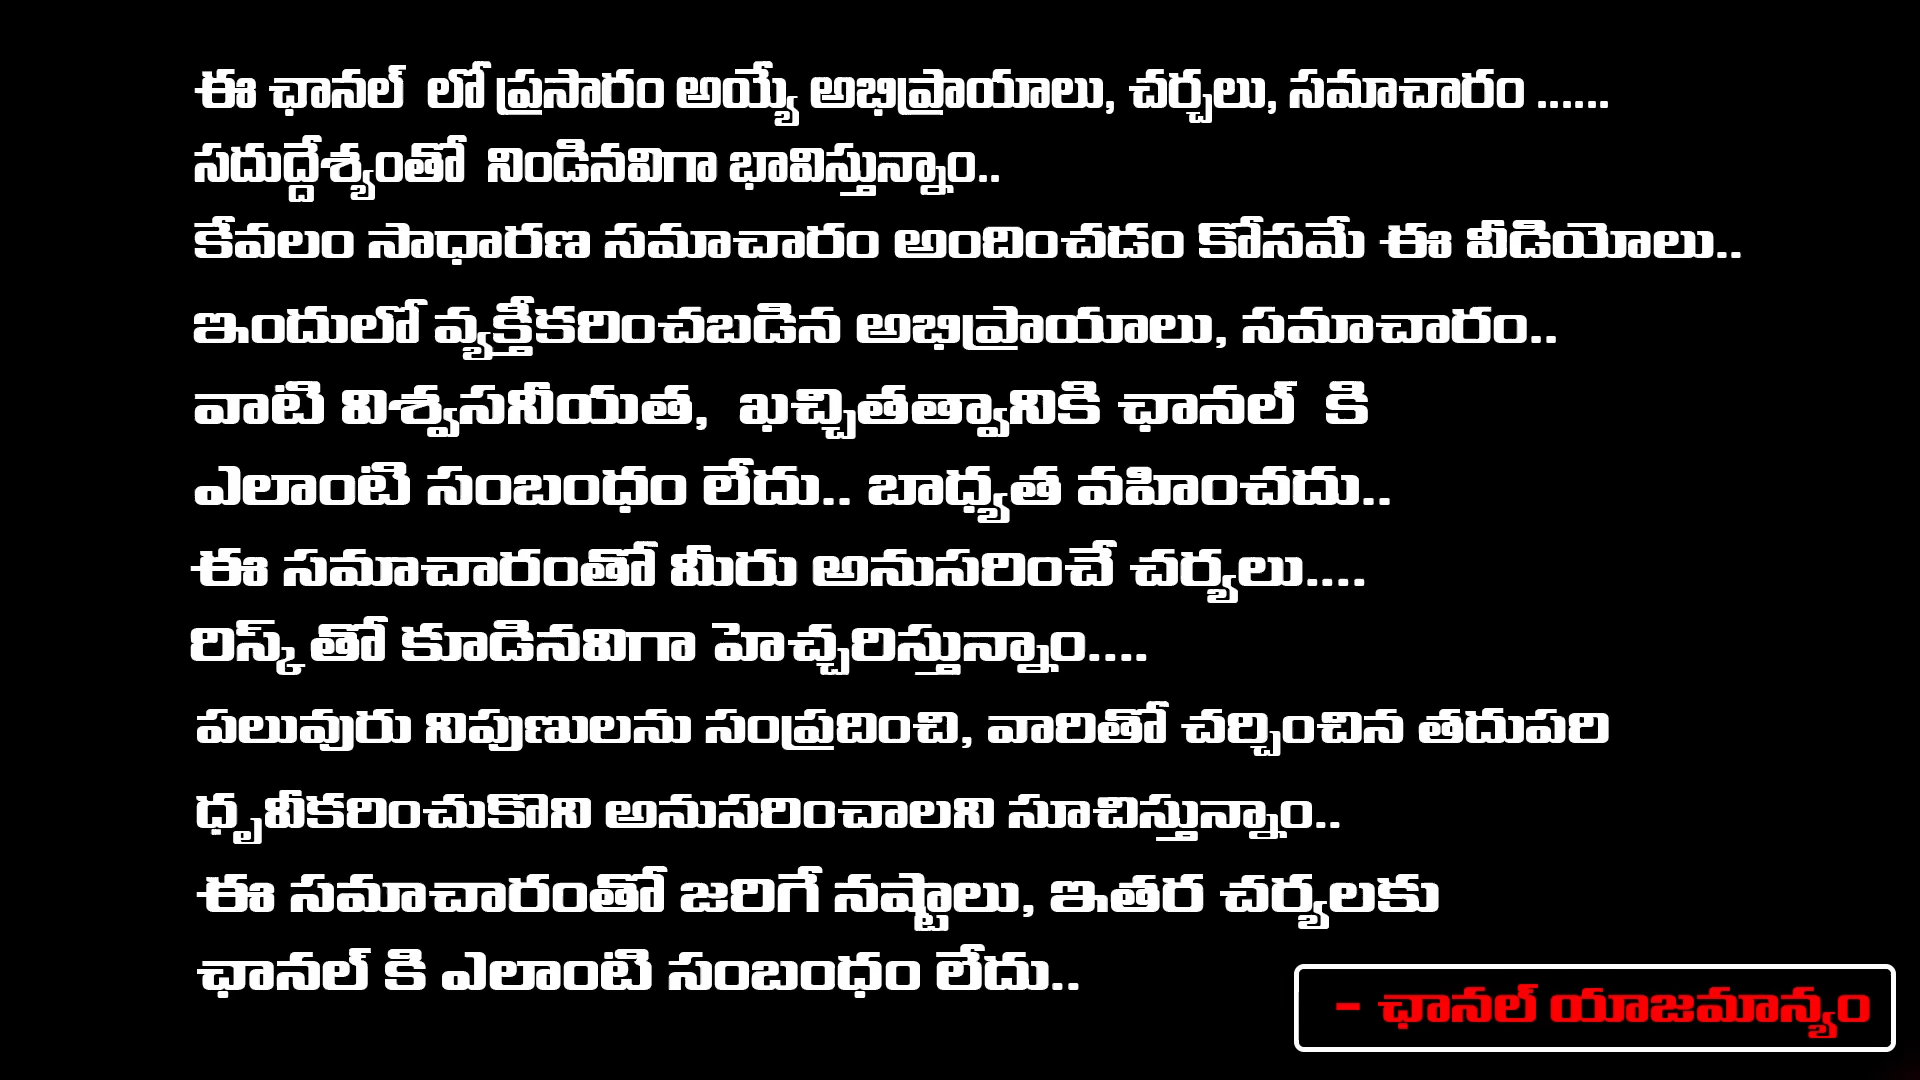 ఈ ఛానల్ లో ప్రసారం అయ్యే అభిప్రాయాలు, చర్చలు, సమాచారం ......
సదుద్దేశ్యంతో నిండినవిగా భావిస్తున్నాం..
కేవలం సాధారణ సమాచారం అందించడం కోసమే ఈ వీడియోలు..
ఇందులో వ్యక్తీకరించబడిన అభిప్రాయాలు, సమాచారం..
వాటి విశ్వసనీయత, ఖచ్చితత్వానికి ఛానల్ కి
ఎలాంటి సంబంధం లేదు.. బాధ్యత వహించదు..
ఈ సమాచారంతో మీరు అనుసరించే చర్యలు....
రిస్క్ తో కూడినవిగా హెచ్చరిస్తున్నాం....
పలువురు నిపుణులను సంప్రదించి, వారితో చర్చించిన తదుపరి
ధృవీకరించుకొని అనుసరించాలని సూచిస్తున్నాం..
ఈ సమాచారంతో జరిగే నష్టాలు, ఇతర చర్యలకు
ఛానల్ కి ఎలాంటి సంబంధం లేదు..
- ఛానల్ యాజమాన్యం